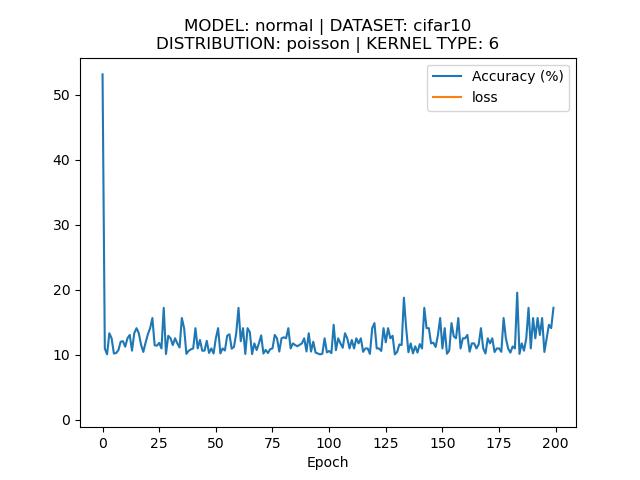 MODEL: normal | DATASET: cifar10
DISTRIBUTION: poisson | KERNEL TYPE: 6
Accuracy (%)
loss
50
40
30
20
10
0
0 25 50 75 100 125 150 175 200
Epoch